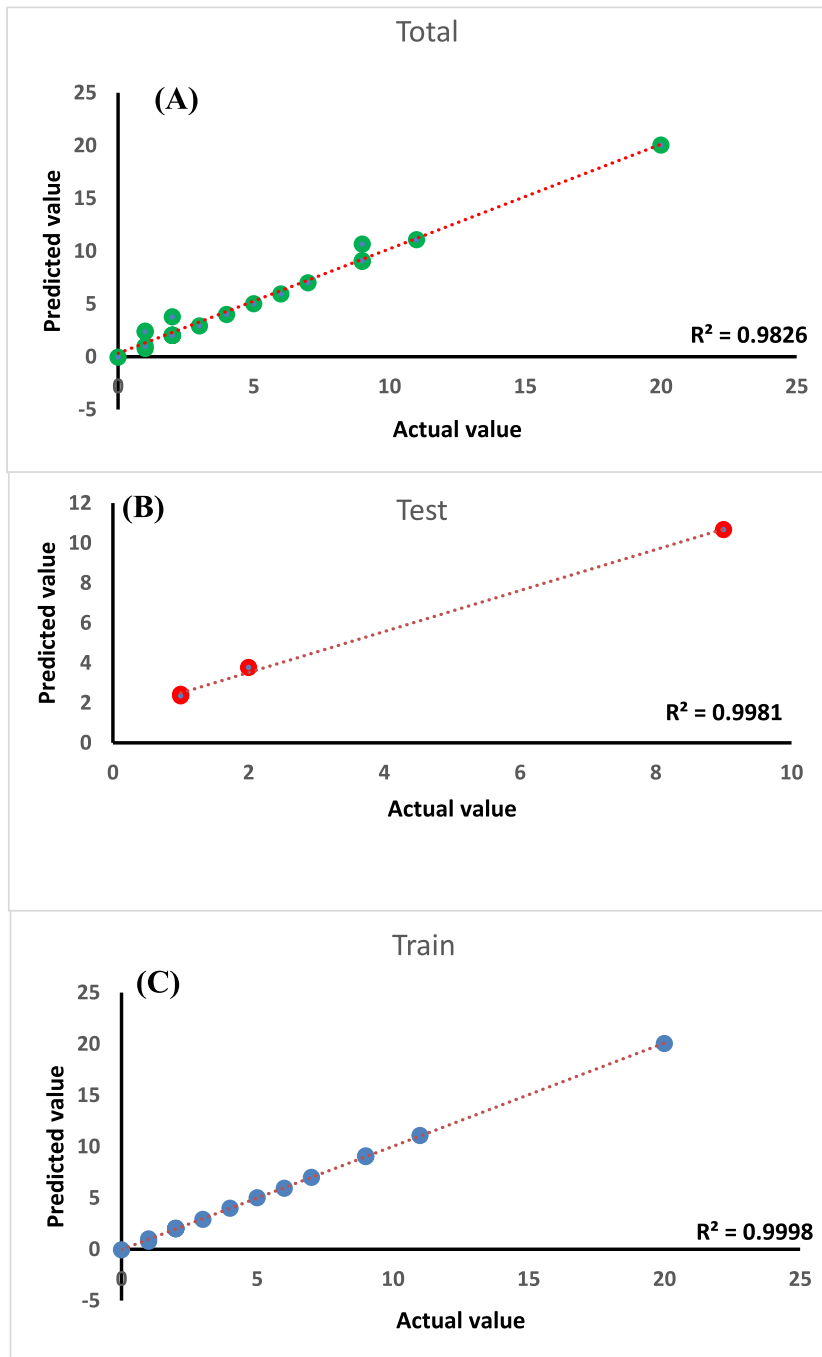 Total
(A)
25
20
15
10
5
0
-5
0
5
10
15
20
25
Predicted value
R² = 0.9826
Actual value
(B)
Test
12
10
8
6
4
2
0
0
2
4
6
8
10
Predicted value
R² = 0.9981
Actual value
Train
(C)
25
20
15
10
5
0
-5
0
5
10
15
20
25
Predicted value
R² = 0.9998
Actual value